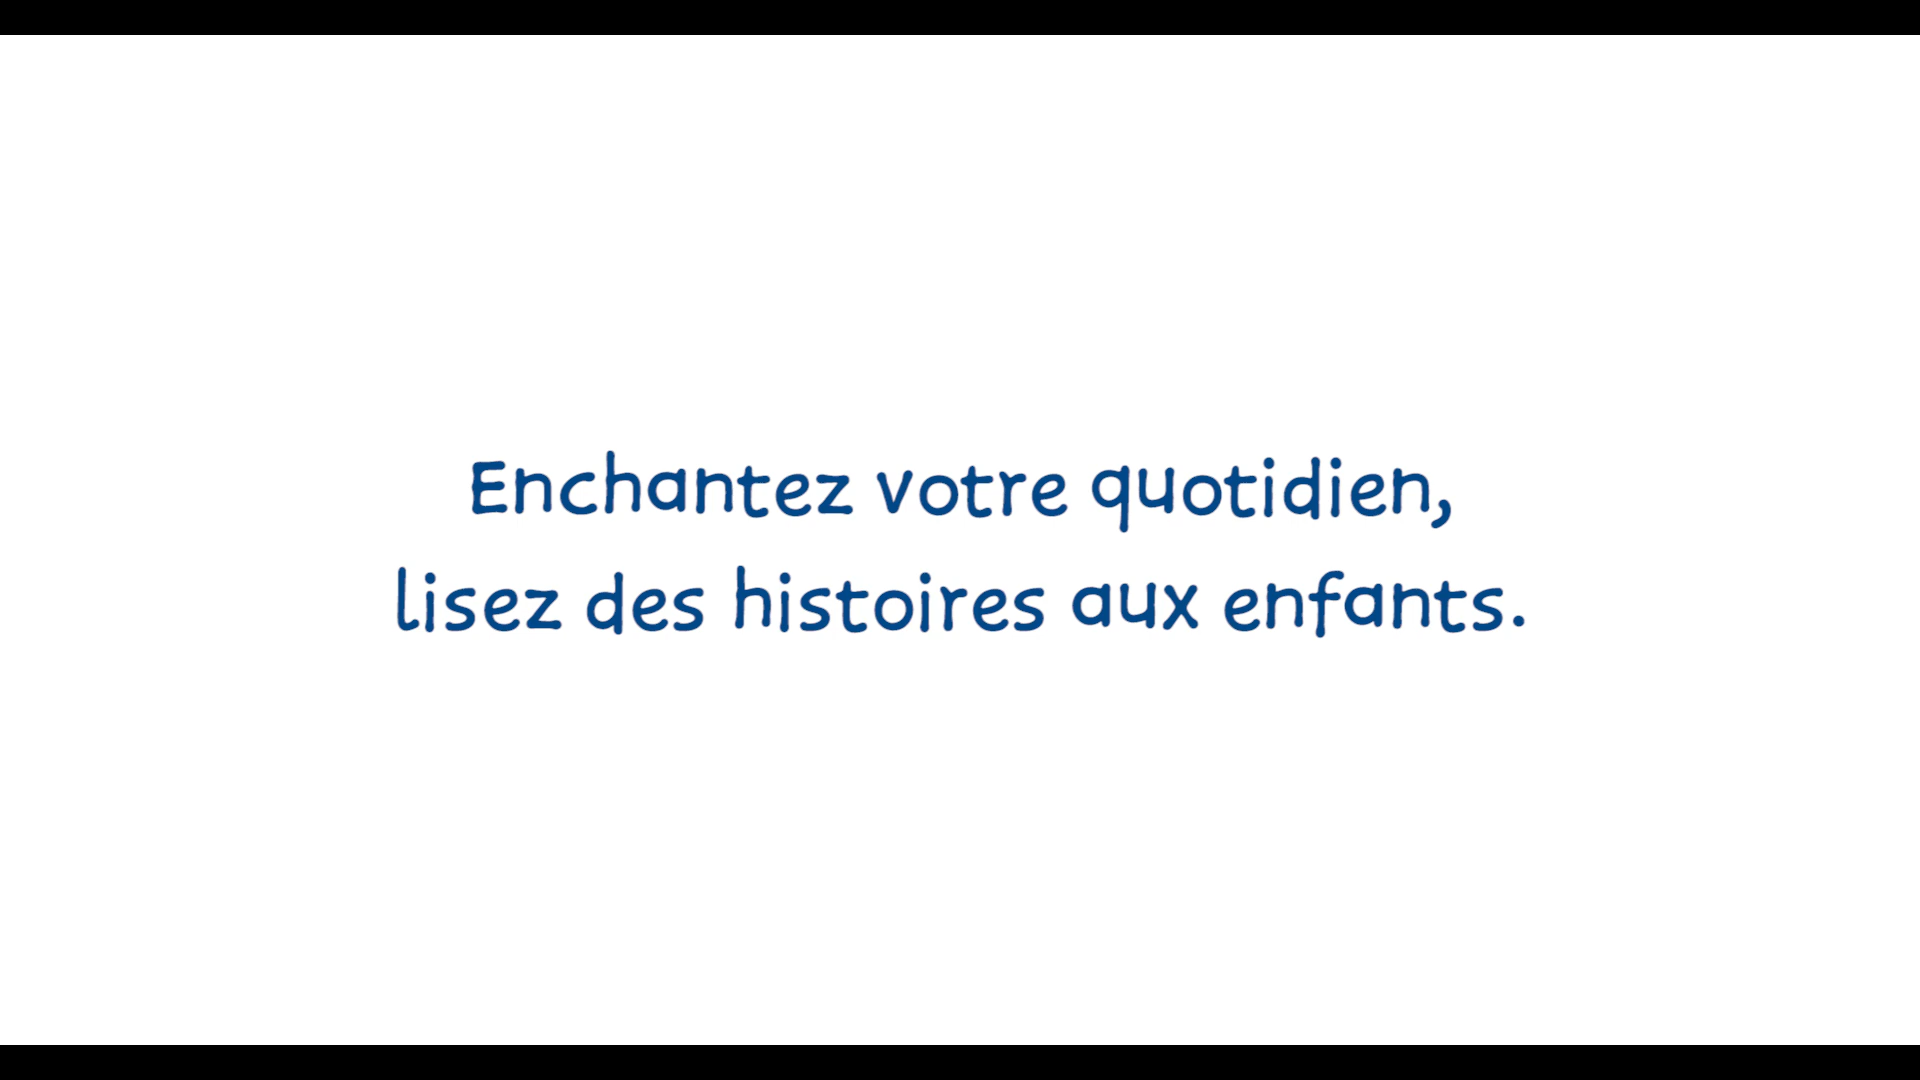 Enchantez votre quotidien,
lisez des histoires aux enfants.